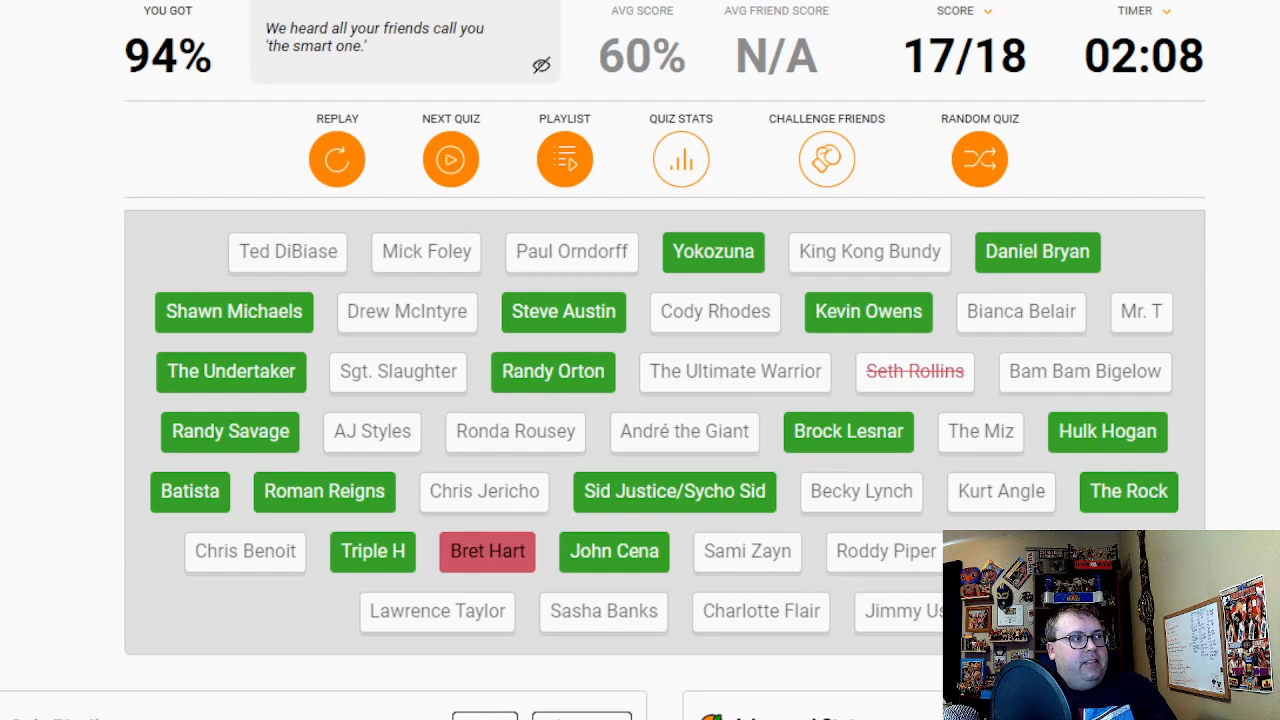 YOU GOT
94%
We heard all your friends call you
'the smart one.'
AVG SCORE
60%
AVG FRIEND SCORE
N/A
SCORE
17/18
TIMER
02:08
REPLAY
NEXT QUIZ
PLAYLIST
QUIZ STATS
CHALLENGE FRIENDS
RANDOM QUIZ
Ted DiBiase
Mick Foley
Paul Orndorff
Yokozuna
King Kong Bundy
Daniel Bryan
Shawn Michaels
Drew McIntyre
Steve Austin
Cody Rhodes
Kevin Owens
Bianca Belair
Mr. T
The Undertaker
Sgt. Slaughter
Randy Orton
The Ultimate Warrior
Seth Rollins
Bam Bam Bigelow
Randy Savage
AJ Styles
Ronda Rousey
André the Giant
Brock Lesnar
The Miz
Hulk Hogan
Batista
Roman Reigns
Chris Jericho
Sid Justice/Sycho Sid
Becky Lynch
Kurt Angle
The Rock
Chris Benoit
Triple H
Bret Hart
John Cena
Sami Zayn
Roddy Piper
Lawrence Taylor
Sasha Banks
Charlotte Flair
Jimmy Us